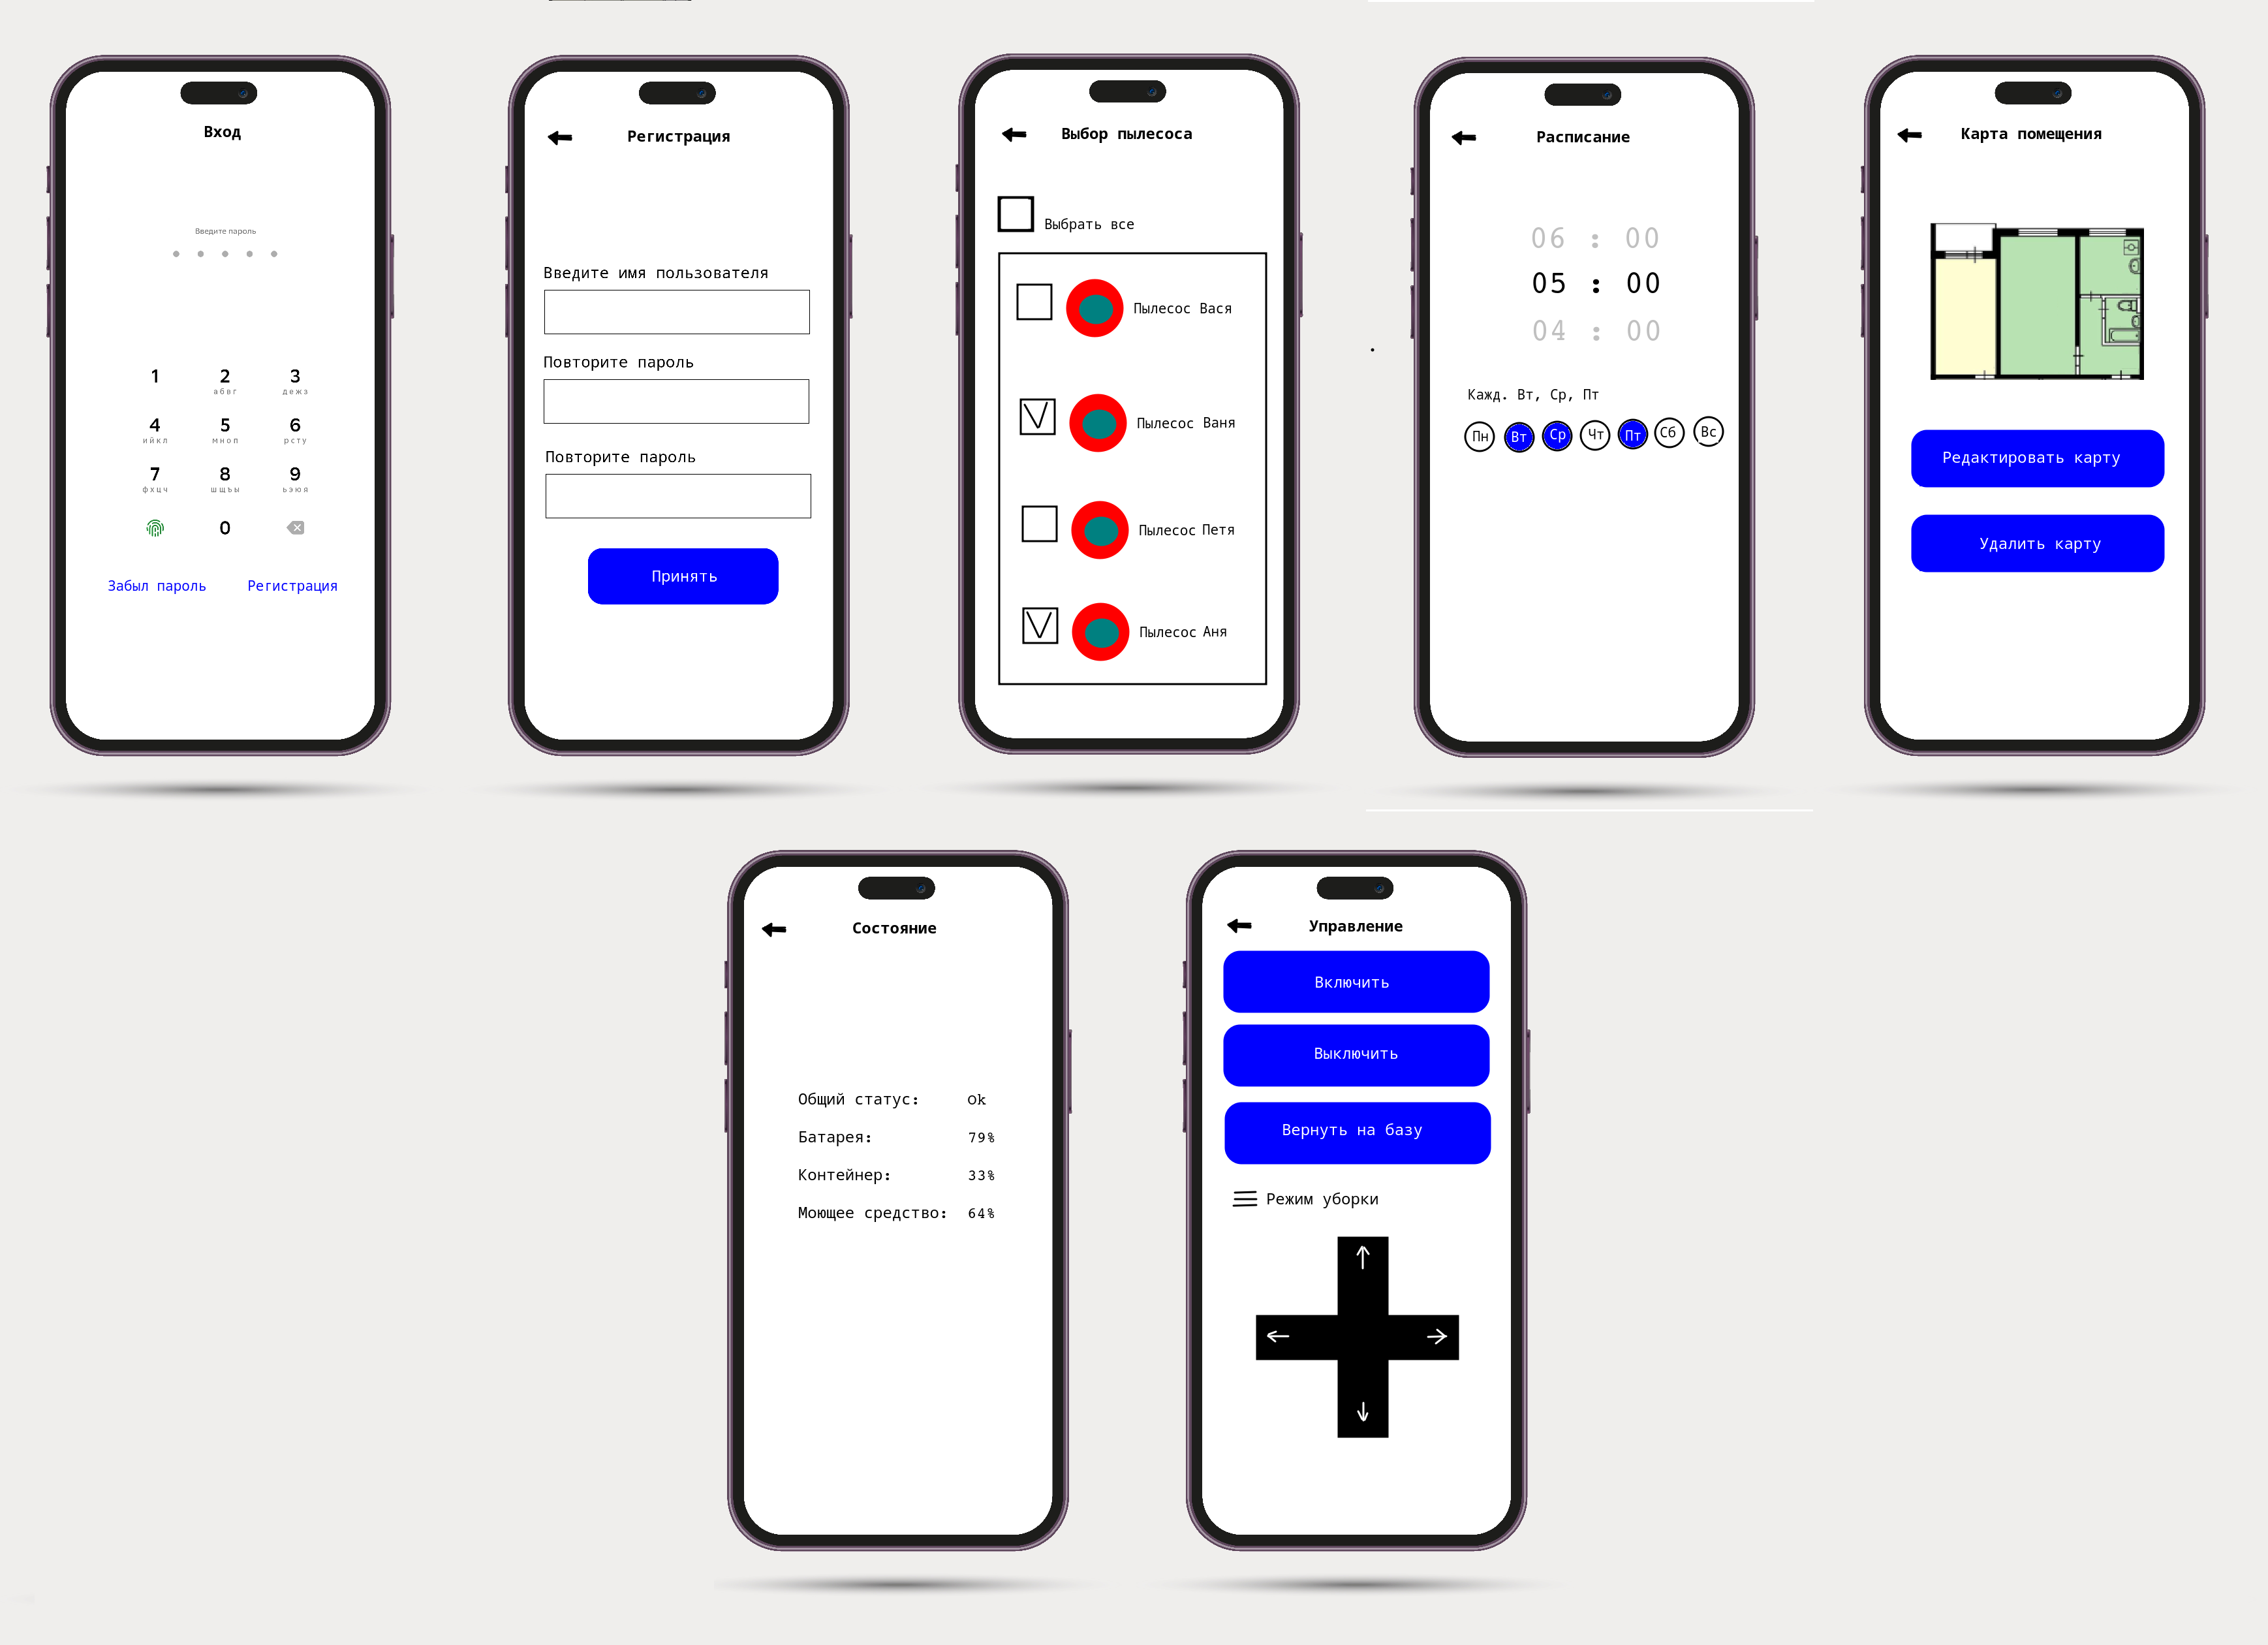 Вход
Введите пароль
1 2 3
абвг дежз
4 5 6
ийкл мноп рсту
7 8 9
фхцч шщъы ьэюя
0
Забыл пароль Регистрация
Регистрация
Введите имя пользователя
Повторите пароль
Повторите пароль
Принять
Выбор пылесоса
Выбрать все
Пылесос Вася
Пылесос Ваня
Пылесос Петя
Пылесос Аня
Расписание
06 : 00
05 : 00
04 : 00
Кажд. Вт, Ср, Пт
Пн Вт Ср Чт Пт Сб Вс
Карта помещения
Редактировать карту
Удалить карту
Состояние
Общий статус: Ok
Батарея: 79%
Контейнер: 33%
Моющее средство: 64%
Управление
Включить
Выключить
Вернуть на базу
Режим уборки